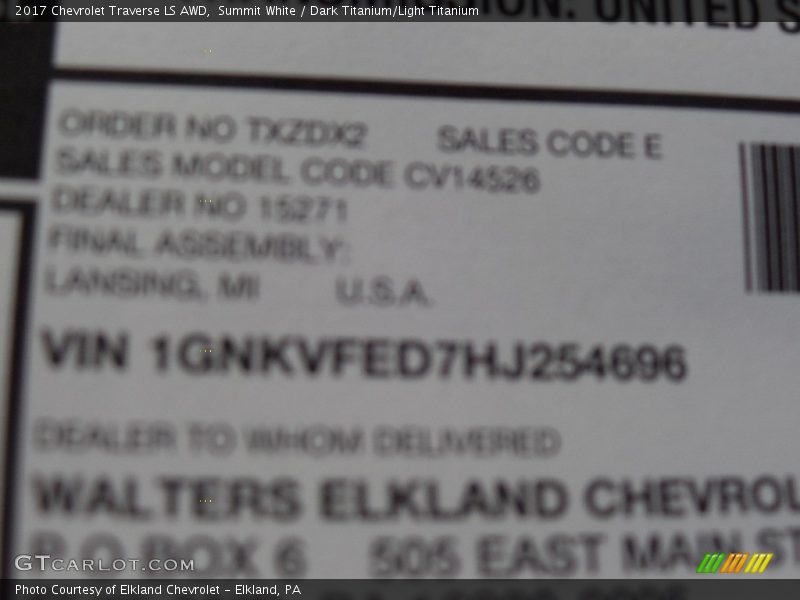 2017 Chevrolet Traverse LS AWD,  Summit White / Dark Titanium/Light Titanium
UNITED S
ORDER NO TXZDX2 SALES CODE E
SALES MODEL CODE CV14526
DEALER NO 15271
FINAL ASSEMBLY:
LANSING, MI U.S.A.
VIN 1GNKVFED7HJ254696
DEALER TO WHOM DELIVERED
WALTERS ELKLAND CHEVROL
P.O. BOX 6 505 EAST MAIN ST
GTCARLOT.COM
Photo Courtesy of Elkland Chevrolet – Elkland, PA